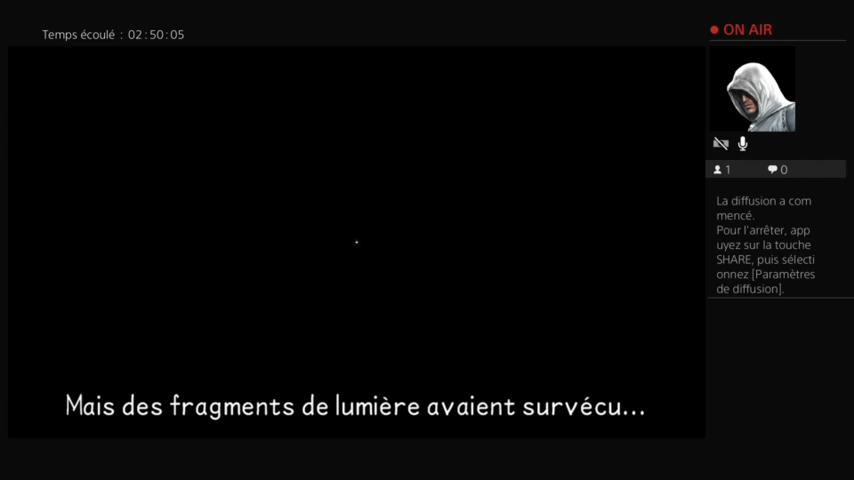 Temps écoulé : 02:50:05
ON AIR
1 0
La diffusion a com
mencé.
Pour l'arrêter, app
uyez sur la touche
SHARE, puis sélecti
onnez [Paramètres
de diffusion].
Mais des fragments de lumière avaient survécu...